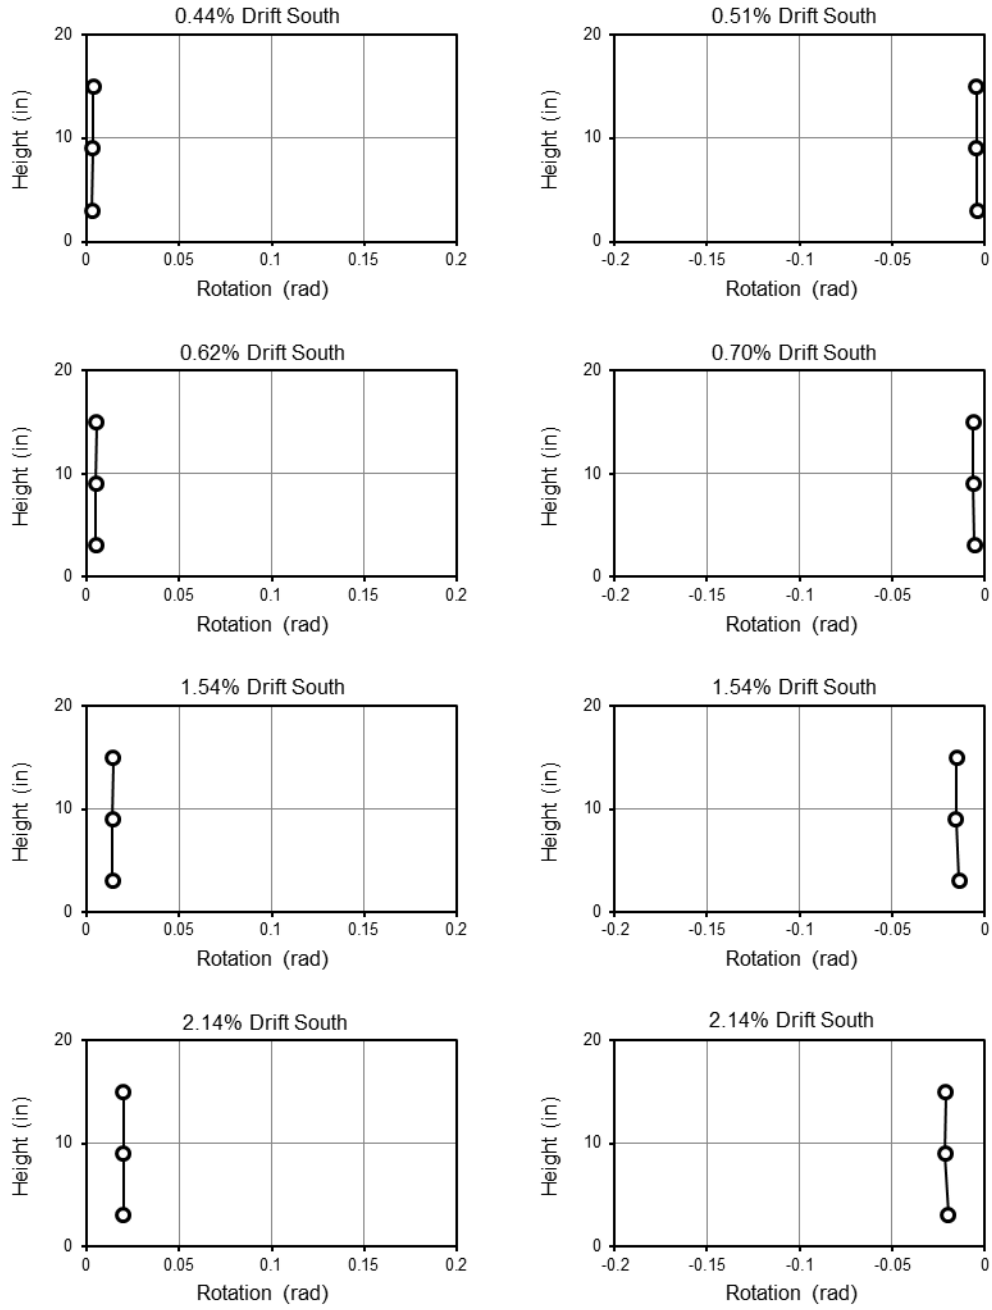 0.44% Drift South
20
10
0
Height (in)
0 0.05 0.1 0.15 0.2
Rotation (rad)
0.51% Drift South
20
10
0
Height (in)
-0.2 -0.15 -0.1 -0.05 0
Rotation (rad)
0.62% Drift South
20
10
0
Height (in)
0 0.05 0.1 0.15 0.2
Rotation (rad)
0.70% Drift South
20
10
0
Height (in)
-0.2 -0.15 -0.1 -0.05 0
Rotation (rad)
1.54% Drift South
20
10
0
Height (in)
0 0.05 0.1 0.15 0.2
Rotation (rad)
1.54% Drift South
20
10
0
Height (in)
-0.2 -0.15 -0.1 -0.05 0
Rotation (rad)
2.14% Drift South
20
10
0
Height (in)
0 0.05 0.1 0.15 0.2
Rotation (rad)
2.14% Drift South
20
10
0
Height (in)
-0.2 -0.15 -0.1 -0.05 0
Rotation (rad)